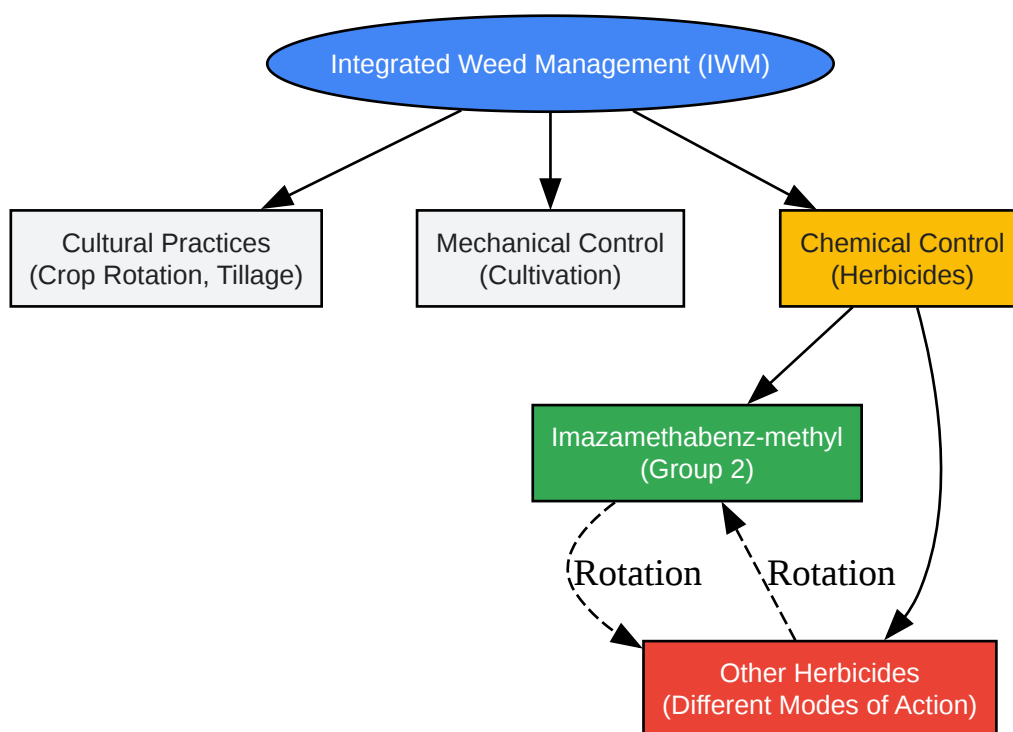 Integrated Weed Management (IWM)
Cultural Practices
(Crop Rotation, Tillage)
Mechanical Control
(Cultivation)
Chemical Control
(Herbicides)
Imazamethabenz-methyl
(Group 2)
Rotation
Rotation
Other Herbicides
(Different Modes of Action)